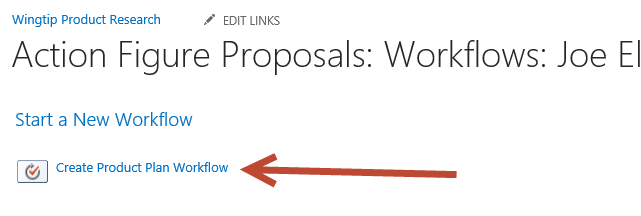 Wingtip Product Research EDIT LINKS
Action Figure Proposals: Workflows: Joe El
Start a New Workflow
Create Product Plan Workflow